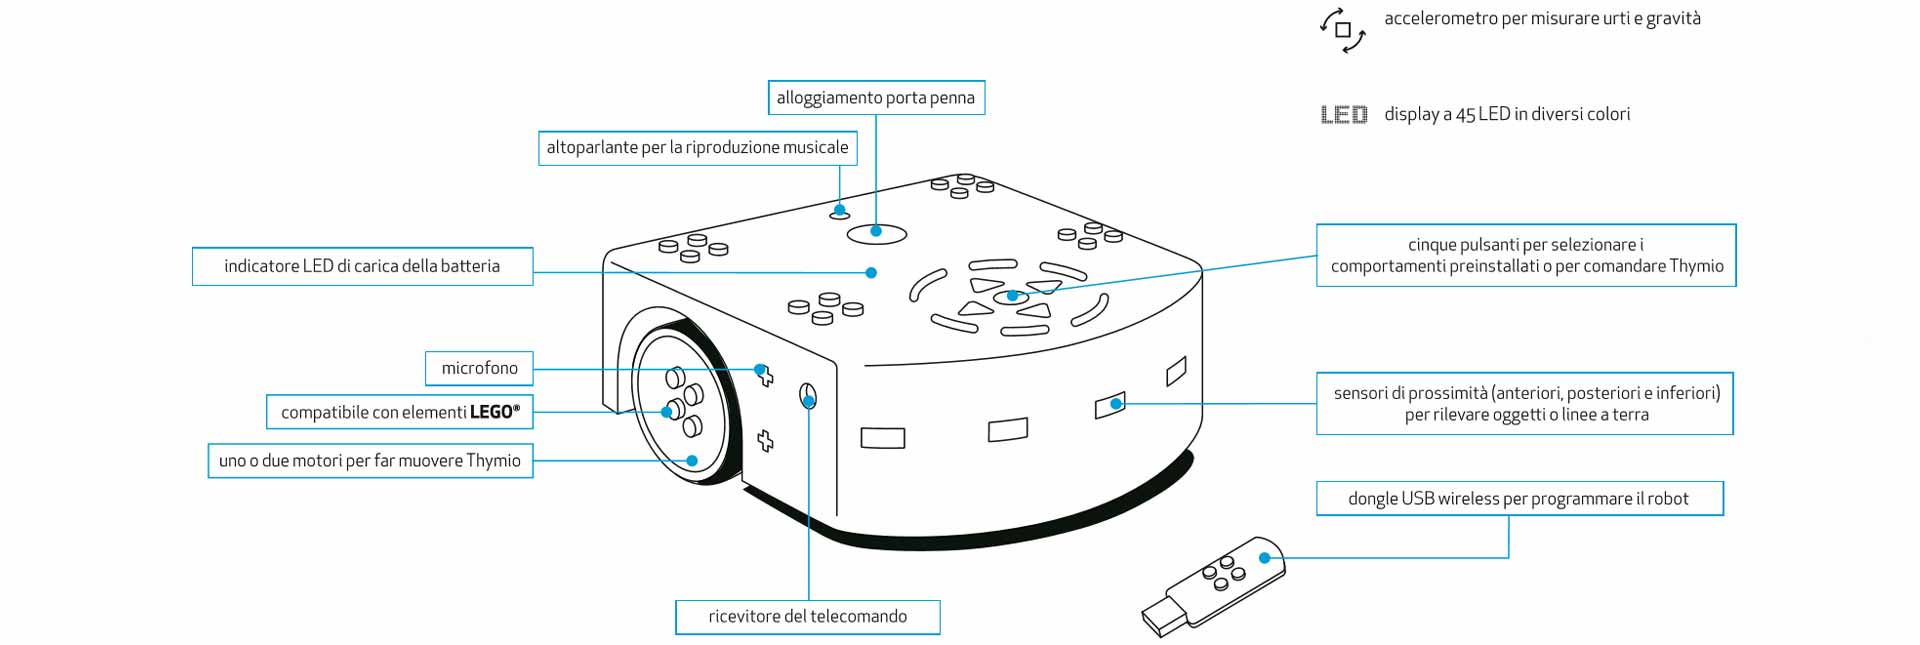 accelerometro per misurare urti e gravità
LED display a 45 LED in diversi colori
alloggiamento porta penna
altoparlante per la riproduzione musicale
indicatore LED di carica della batteria
cinque pulsanti per selezionare i
comportamenti preinstallati o per comandare Thymio
microfono
compatibile con elementi LEGO®
uno o due motori per far muovere Thymio
sensori di prossimità (anteriori, posteriori e inferiori)
per rilevare oggetti o linee a terra
dongle USB wireless per programmare il robot
ricevitore del telecomando